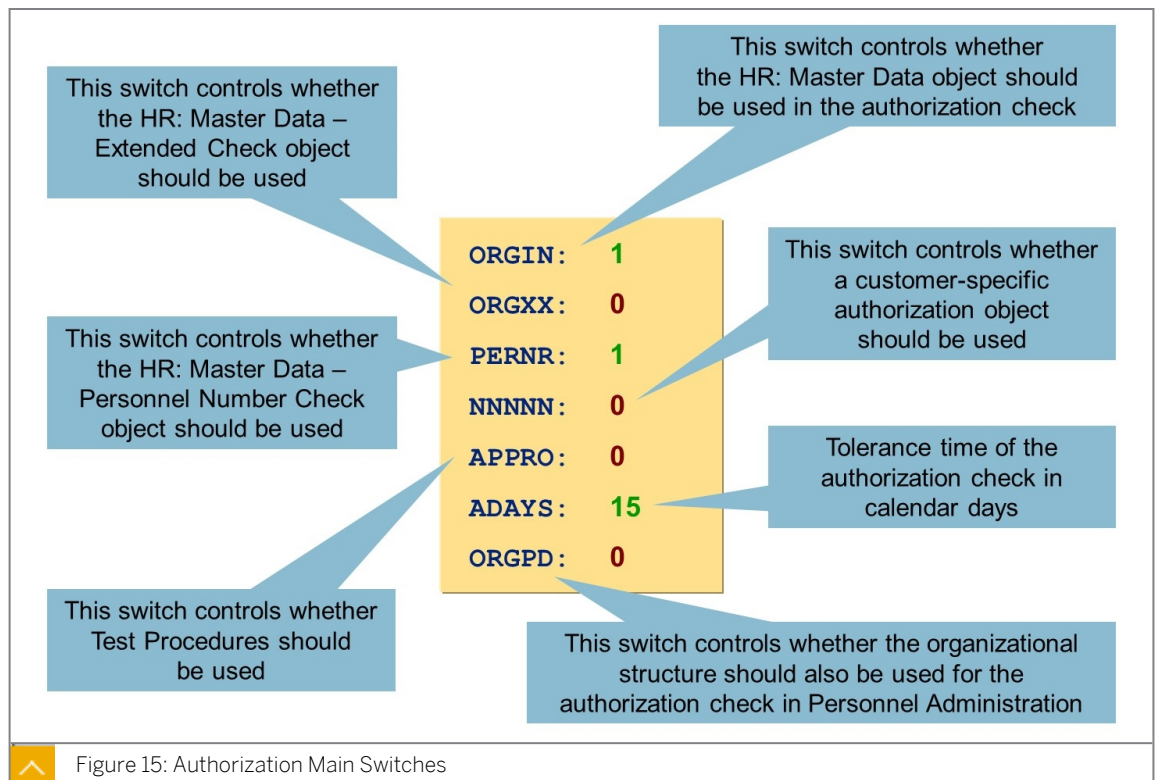 This switch controls whether
the HR: Master Data object should
be used in the authorization check
This switch controls whether
the HR: Master Data –
Extended Check object
should be used
ORGIN: 1
ORGXX: 0
PERNR: 1
NNNNN: 0
APPRO: 0
ADAYS: 15
ORGPD: 0
This switch controls whether
a customer-specific
authorization object
should be used
This switch controls whether
the HR: Master Data –
Personnel Number Check
object should be used
Tolerance time of the
authorization check in
calendar days
This switch controls whether
Test Procedures should
be used
This switch controls whether the organizational
structure should also be used for the
authorization check in Personnel Administration
Figure 15: Authorization Main Switches